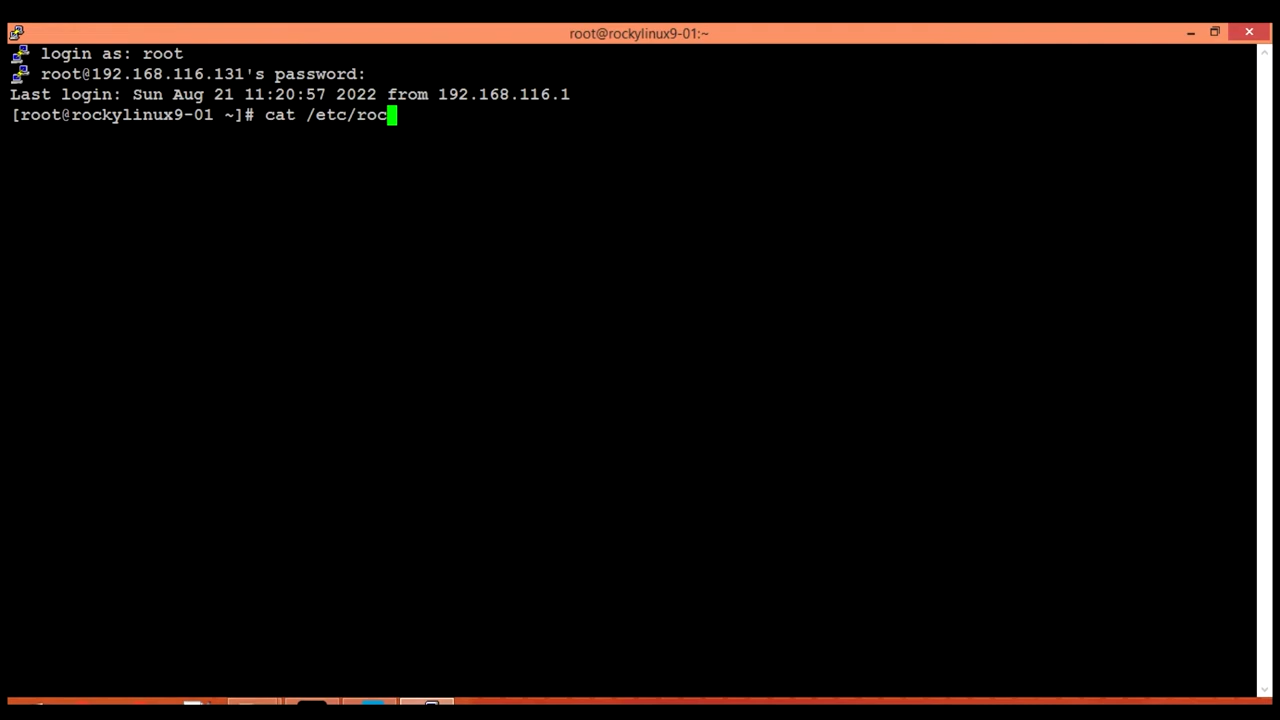 root@rockylinux9-01:~
login as: root
root@192.168.116.131's password:
Last login: Sun Aug 21 11:20:57 2022 from 192.168.116.1
[root@rockylinux9-01 ~]# cat /etc/roc